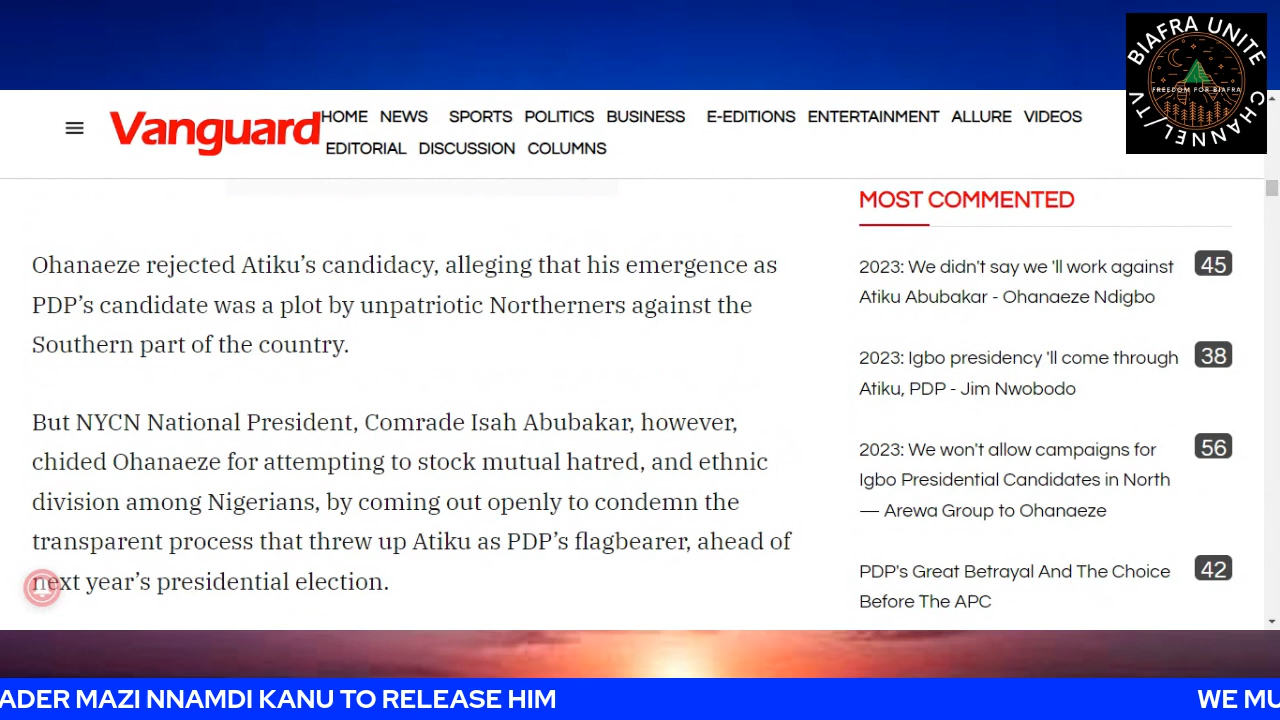 BIAFRA UNITE
FREEDOM FOR BIAFRA
CHANNEL/TV
Vanguard
HOME NEWS SPORTS POLITICS BUSINESS E-EDITIONS ENTERTAINMENT ALLURE VIDEOS
EDITORIAL DISCUSSION COLUMNS
Ohanaeze rejected Atiku’s candidacy, alleging that his emergence as
PDP’s candidate was a plot by unpatriotic Northerners against the
Southern part of the country.
But NYCN National President, Comrade Isah Abubakar, however,
chided Ohanaeze for attempting to stock mutual hatred, and ethnic
division among Nigerians, by coming out openly to condemn the
transparent process that threw up Atiku as PDP’s flagbearer, ahead of
next year’s presidential election.
MOST COMMENTED
2023: We didn't say we 'll work against
Atiku Abubakar - Ohanaeze Ndigbo
45
2023: Igbo presidency 'll come through
Atiku, PDP - Jim Nwobodo
38
2023: We won't allow campaigns for
Igbo Presidential Candidates in North
— Arewa Group to Ohanaeze
56
PDP's Great Betrayal And The Choice
Before The APC
42
ADER MAZI NNAMDI KANU TO RELEASE HIM
WE MU